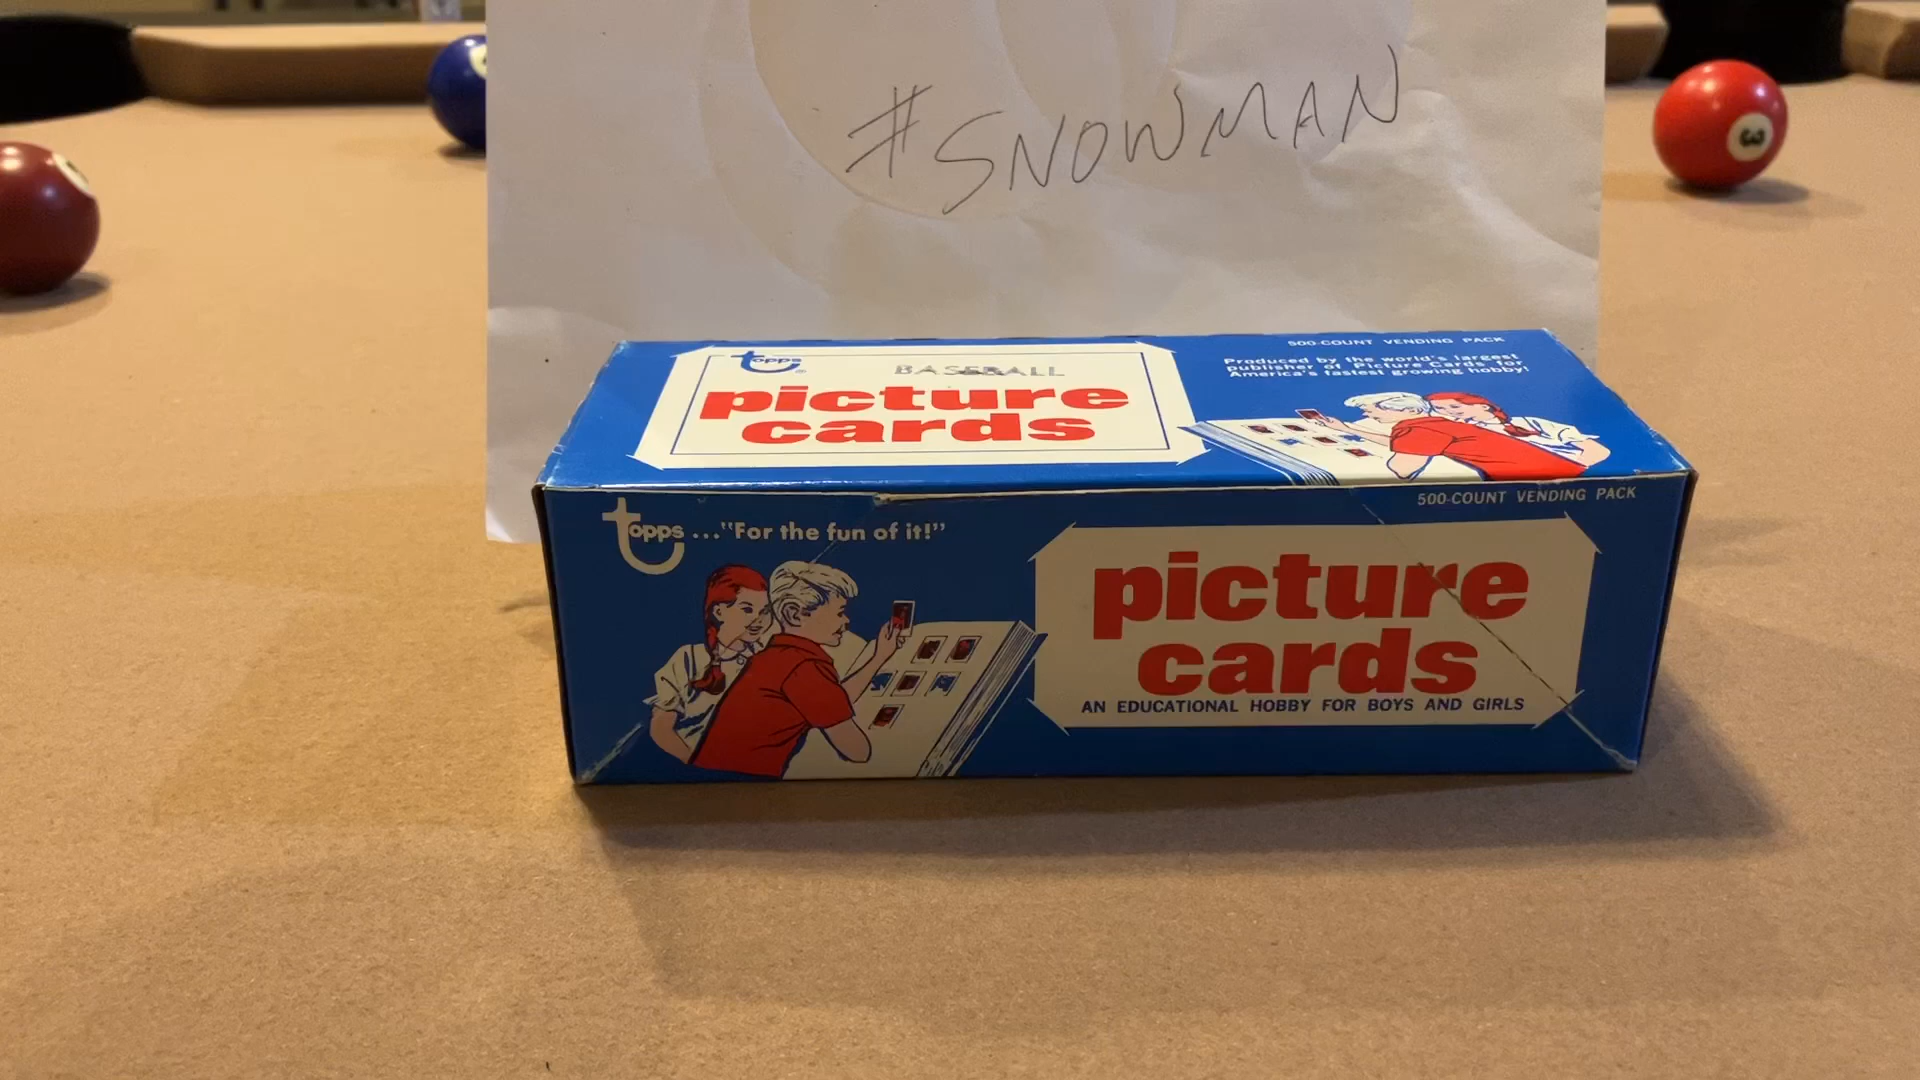 #SNOWMAN
topps
BASEBALL
picture
cards
500-COUNT VENDING PACK
Produced by the world's largest
publisher of Picture Cards, for
America's fastest growing hobby!
topps ... "For the fun of it!"
500-COUNT VENDING PACK
picture
cards
AN EDUCATIONAL HOBBY FOR BOYS AND GIRLS
3